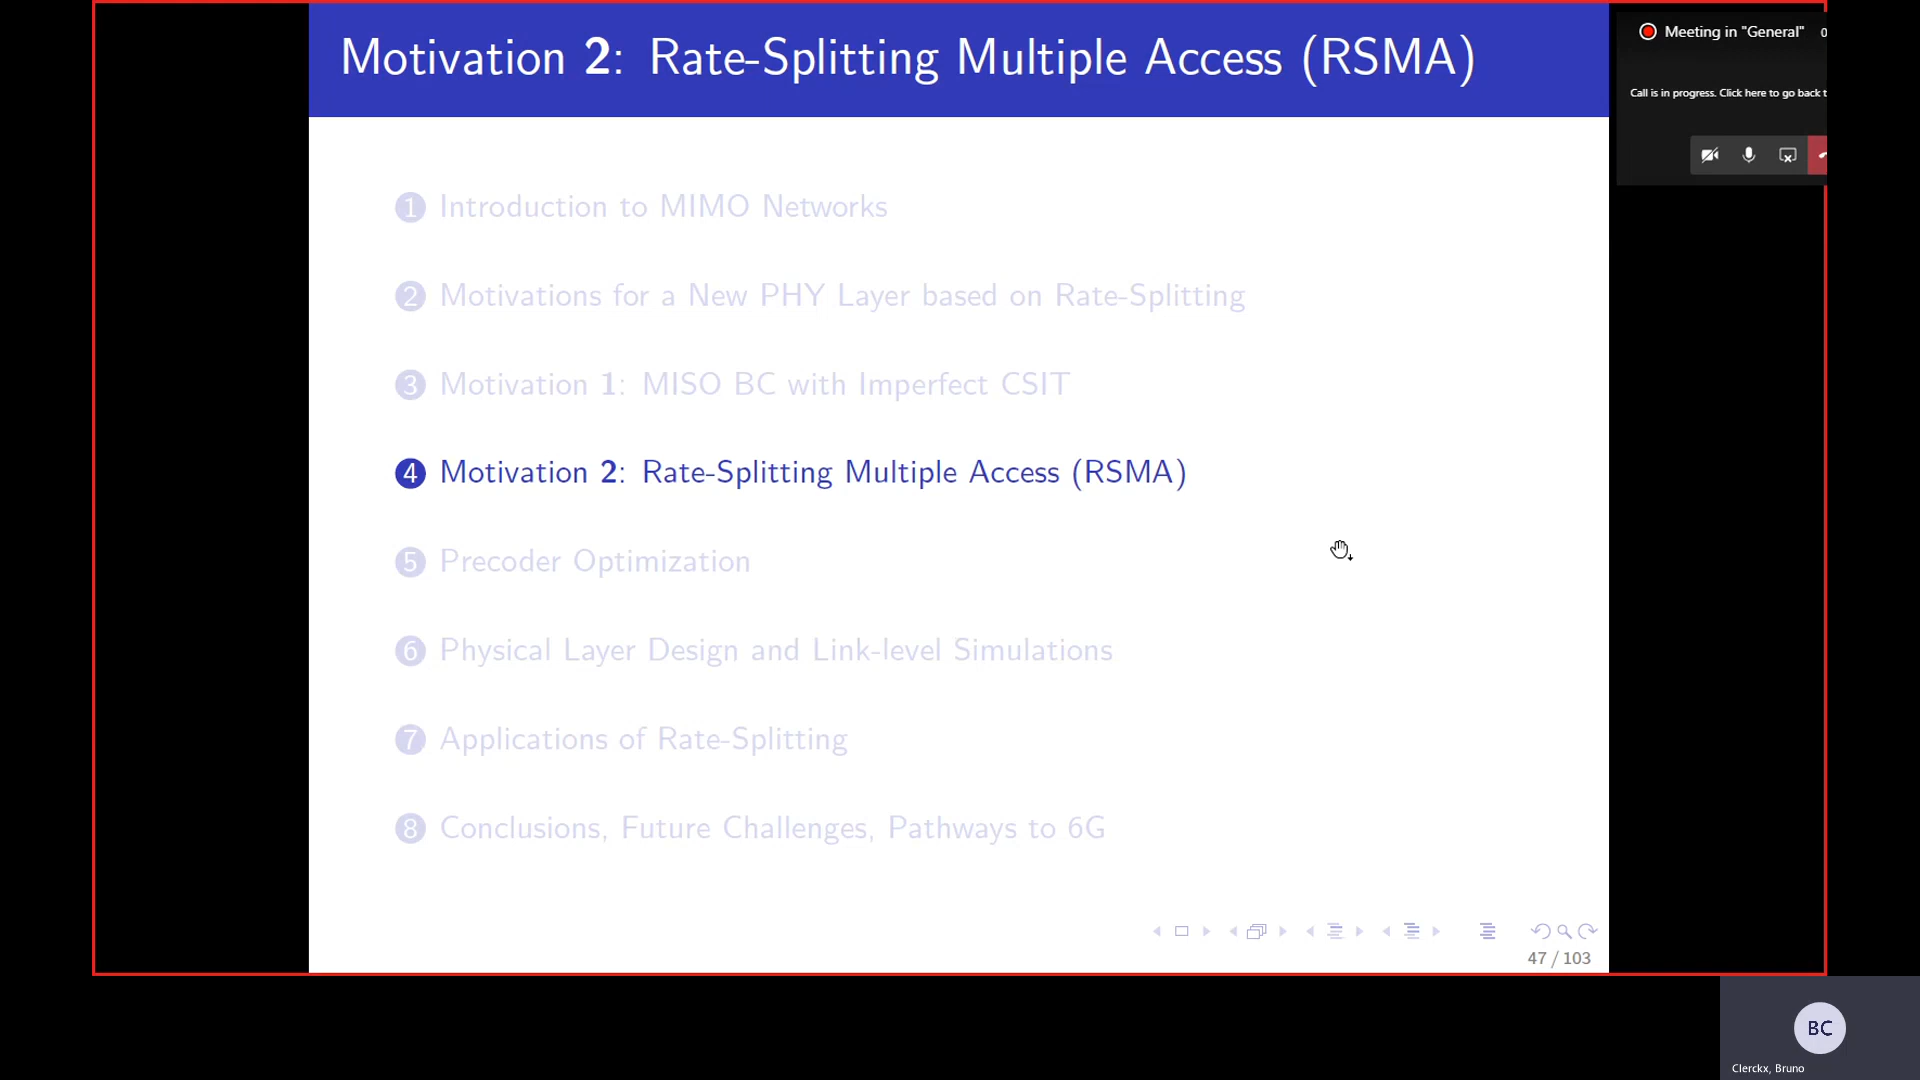 Motivation 2: Rate-Splitting Multiple Access (RSMA)
Meeting in "General" 0
Call is in progress. Click here to go back t
1 Introduction to MIMO Networks
2 Motivations for a New PHY Layer based on Rate-Splitting
3 Motivation 1: MISO BC with Imperfect CSIT
4 Motivation 2: Rate-Splitting Multiple Access (RSMA)
5 Precoder Optimization
6 Physical Layer Design and Link-level Simulations
7 Applications of Rate-Splitting
8 Conclusions, Future Challenges, Pathways to 6G
47 / 103
BC
Clerckx, Bruno